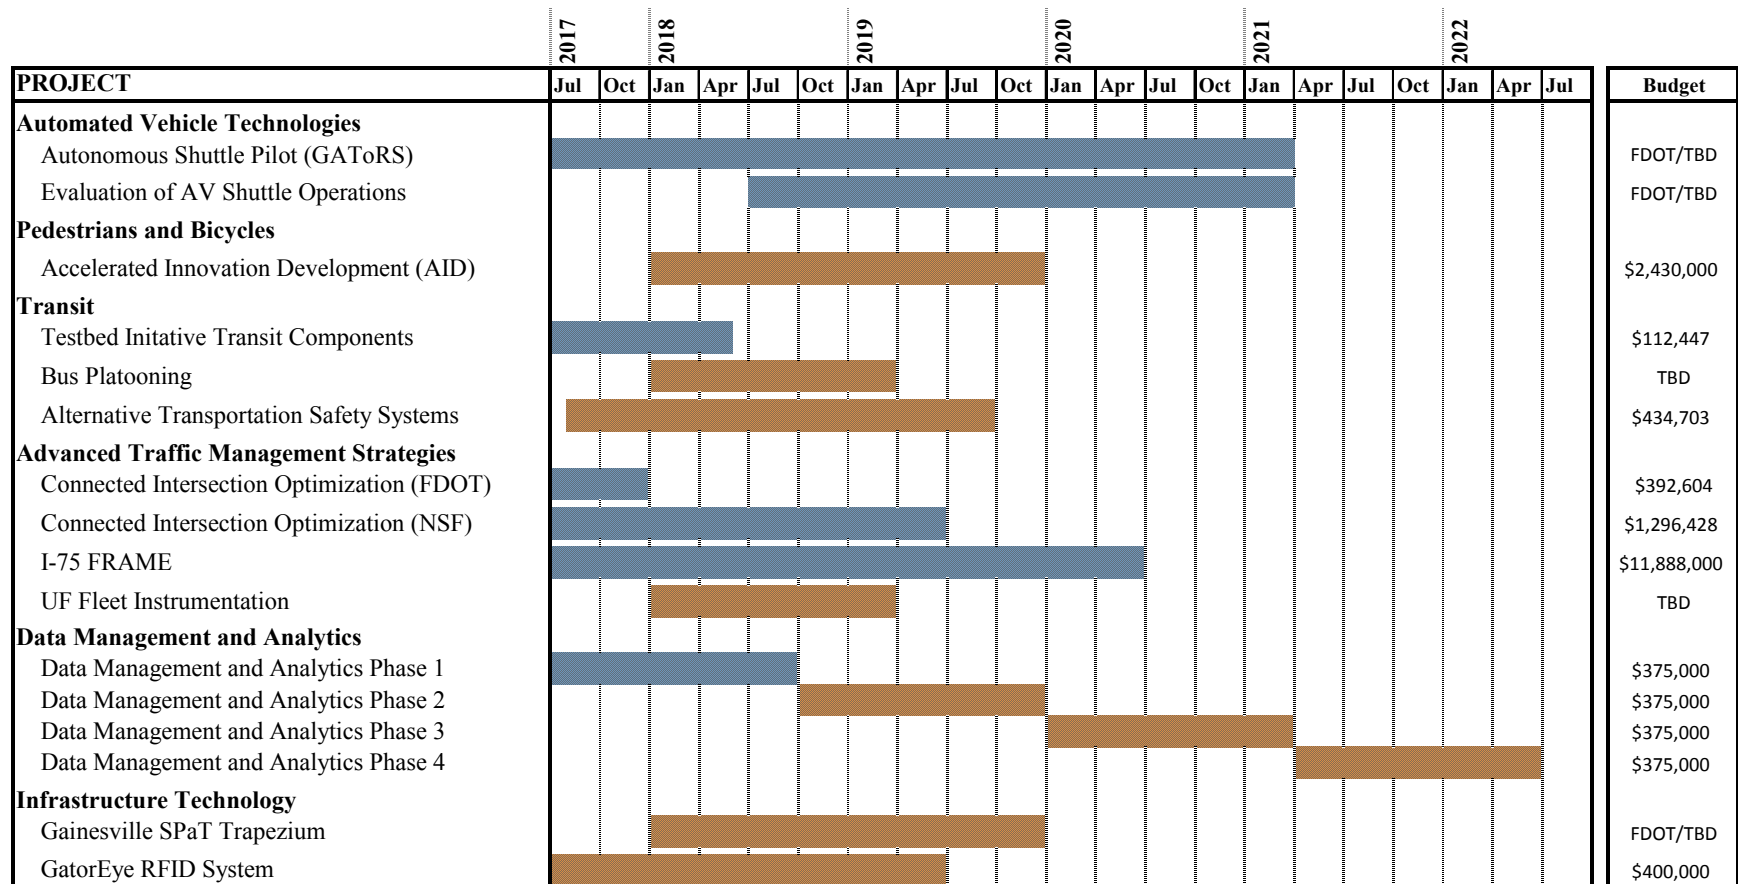 2017 2018 2019 2020 2021 2022
PROJECT Jul Oct Jan Apr Jul Oct Jan Apr Jul Oct Jan Apr Jul Oct Jan Apr Jul Oct Jan Apr Jul Budget
Automated Vehicle Technologies
Autonomous Shuttle Pilot (GAToRS) FDOT/TBD
Evaluation of AV Shuttle Operations FDOT/TBD
Pedestrians and Bicycles
Accelerated Innovation Development (AID) $2,430,000
Transit
Testbed Initative Transit Components $112,447
Bus Platooning TBD
Alternative Transportation Safety Systems $434,703
Advanced Traffic Management Strategies
Connected Intersection Optimization (FDOT) $392,604
Connected Intersection Optimization (NSF) $1,296,428
I-75 FRAME $11,888,000
UF Fleet Instrumentation TBD
Data Management and Analytics
Data Management and Analytics Phase 1 $375,000
Data Management and Analytics Phase 2 $375,000
Data Management and Analytics Phase 3 $375,000
Data Management and Analytics Phase 4 $375,000
Infrastructure Technology
Gainesville SPaT Trapezium FDOT/TBD
GatorEye RFID System $400,000